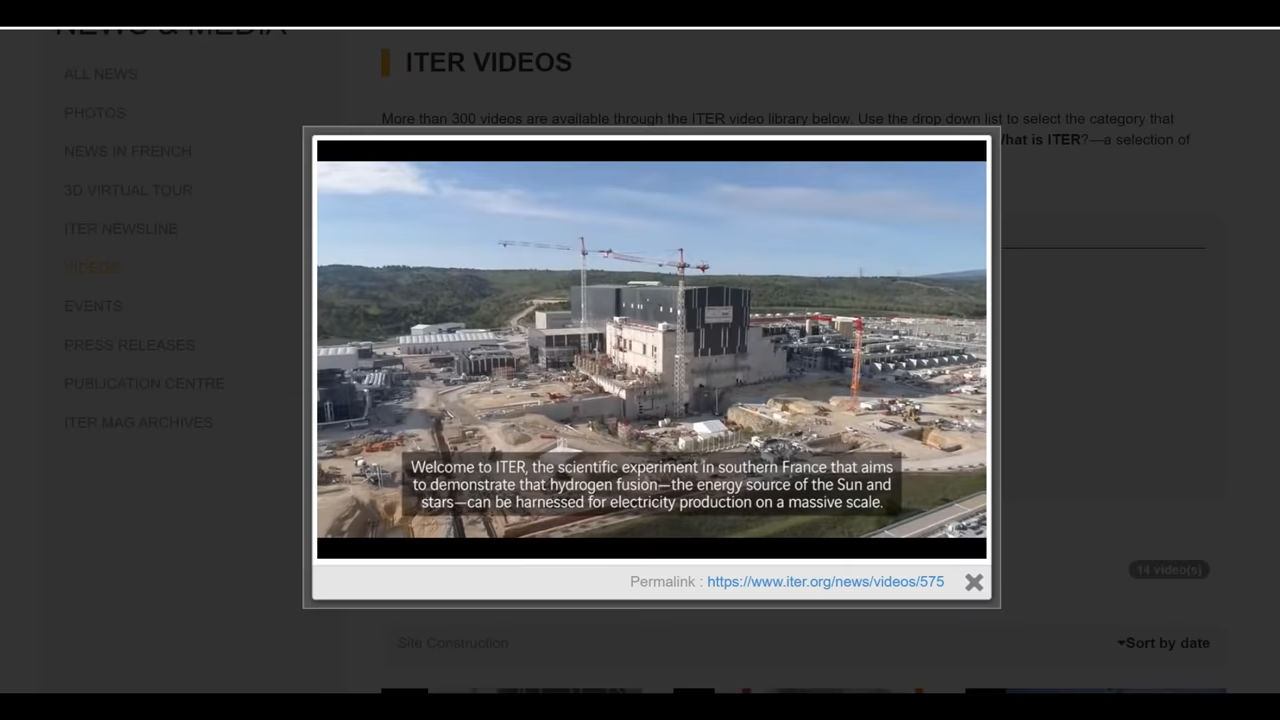 NEWS & MEDIA
ALL NEWS
PHOTOS
NEWS IN FRENCH
3D VIRTUAL TOUR
ITER NEWSLINE
VIDEOS
EVENTS
PRESS RELEASES
PUBLICATION CENTRE
ITER MAG ARCHIVES
ITER VIDEOS
More than 300 videos are available through the ITER video library below. Use the drop down list to select the category that
What is ITER?—a selection of
Welcome to ITER, the scientific experiment in southern France that aims
to demonstrate that hydrogen fusion—the energy source of the Sun and
stars—can be harnessed for electricity production on a massive scale.
Permalink : https://www.iter.org/news/videos/575
14 video(s)
Site Construction
Sort by date